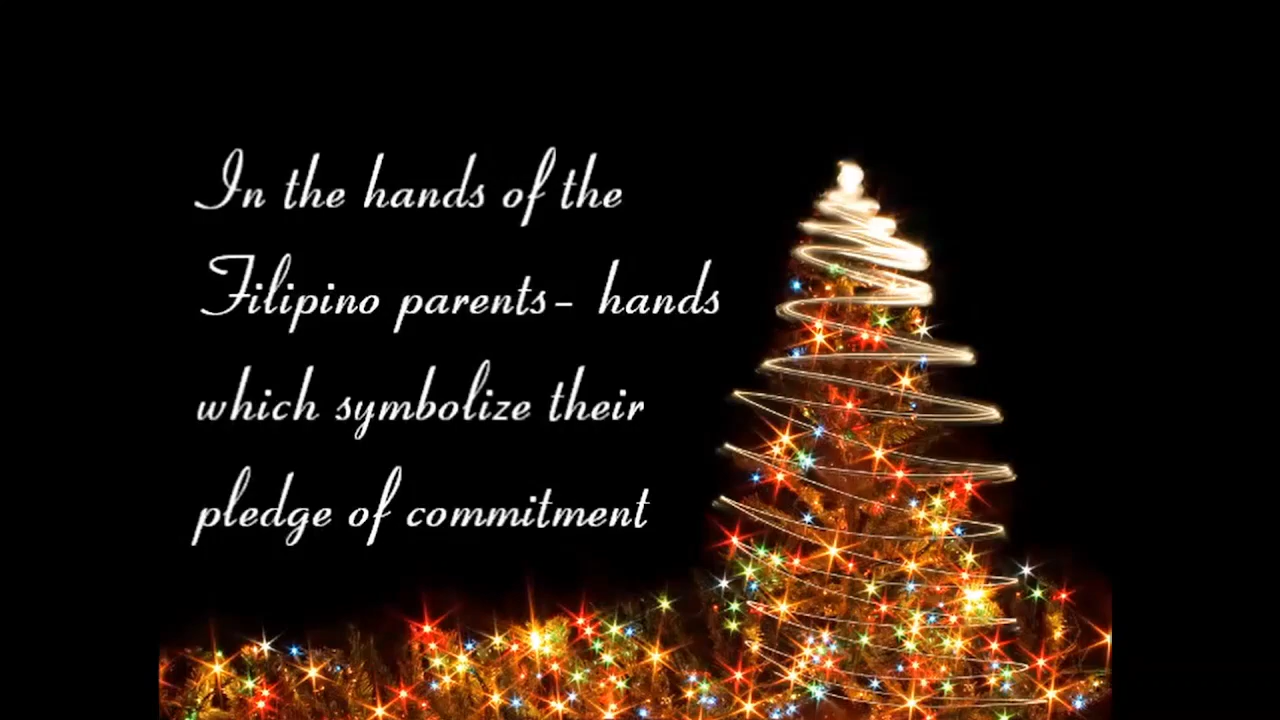 In the hands of the
Filipino parents- hands
which symbolize their
pledge of commitment